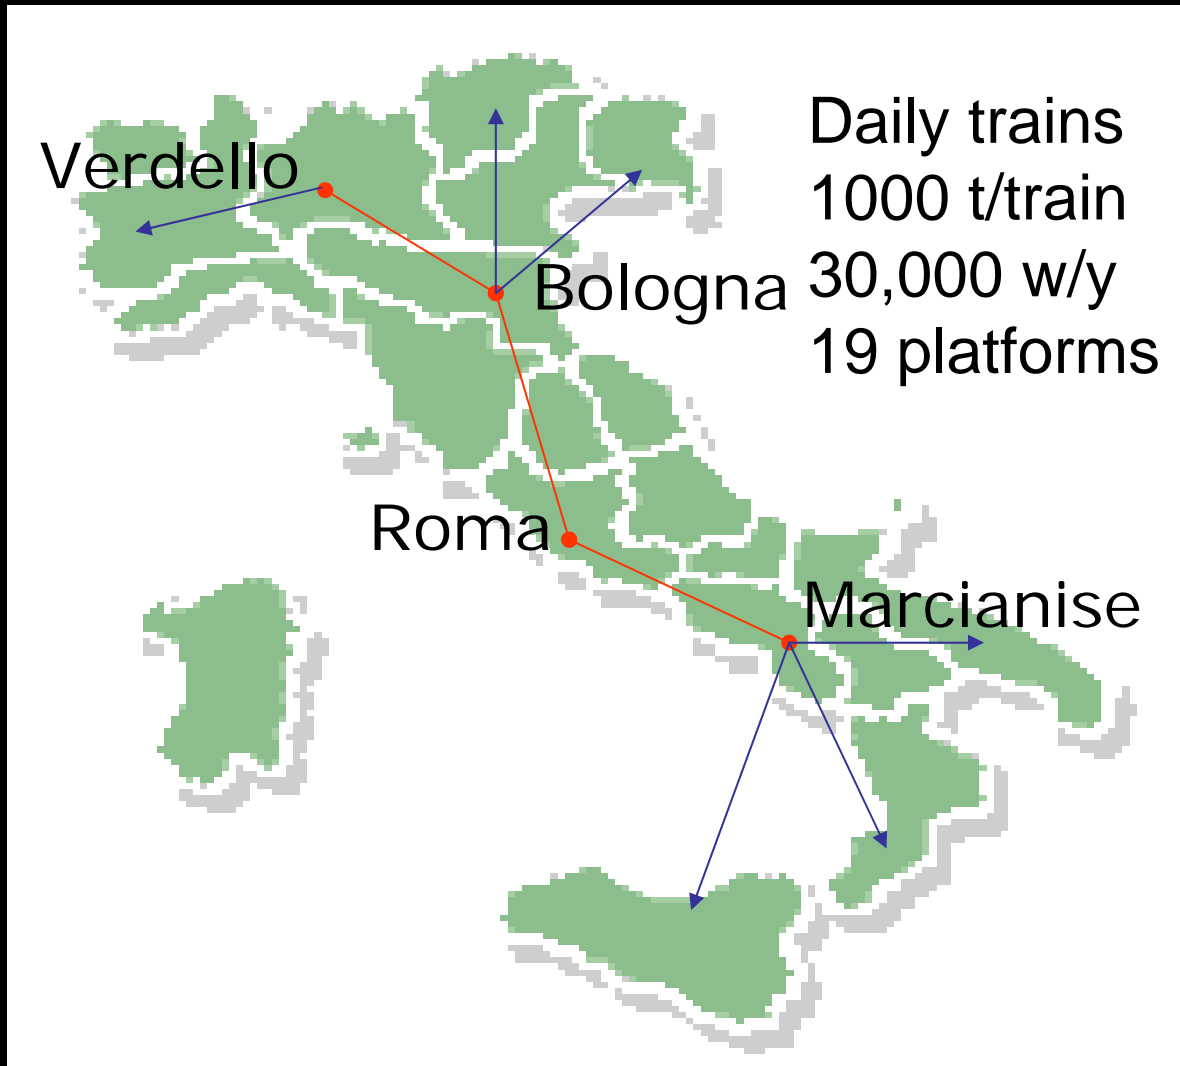 Daily trains
1000 t/train
30,000 w/y
19 platforms
Verdello
Bologna
Roma
Marcianise